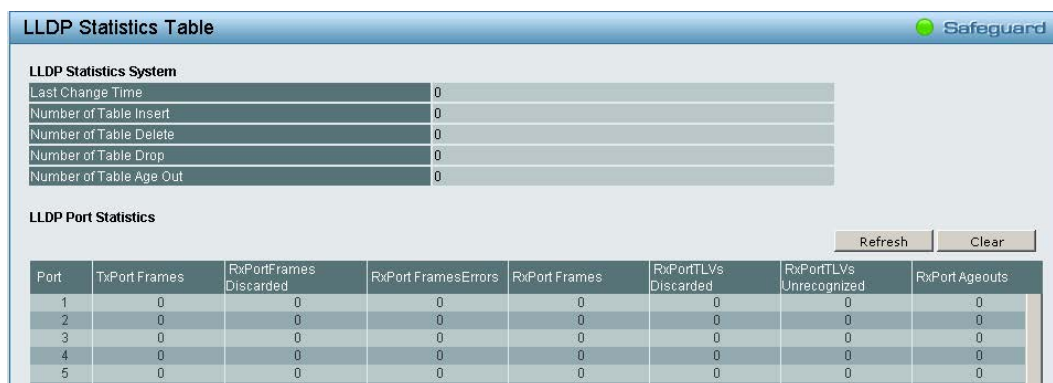 LLDP Statistics Table
Safeguard
LLDP Statistics System
Last Change Time 0
Number of Table Insert 0
Number of Table Delete 0
Number of Table Drop 0
Number of Table Age Out 0
LLDP Port Statistics
Refresh Clear
Port TxPort Frames RxPortFrames Discarded RxPort FramesErrors RxPort Frames RxPortTLVs Discarded RxPortTLVs Unrecognized RxPort Ageouts
1 0 0 0 0 0 0 0
2 0 0 0 0 0 0 0
3 0 0 0 0 0 0 0
4 0 0 0 0 0 0 0
5 0 0 0 0 0 0 0